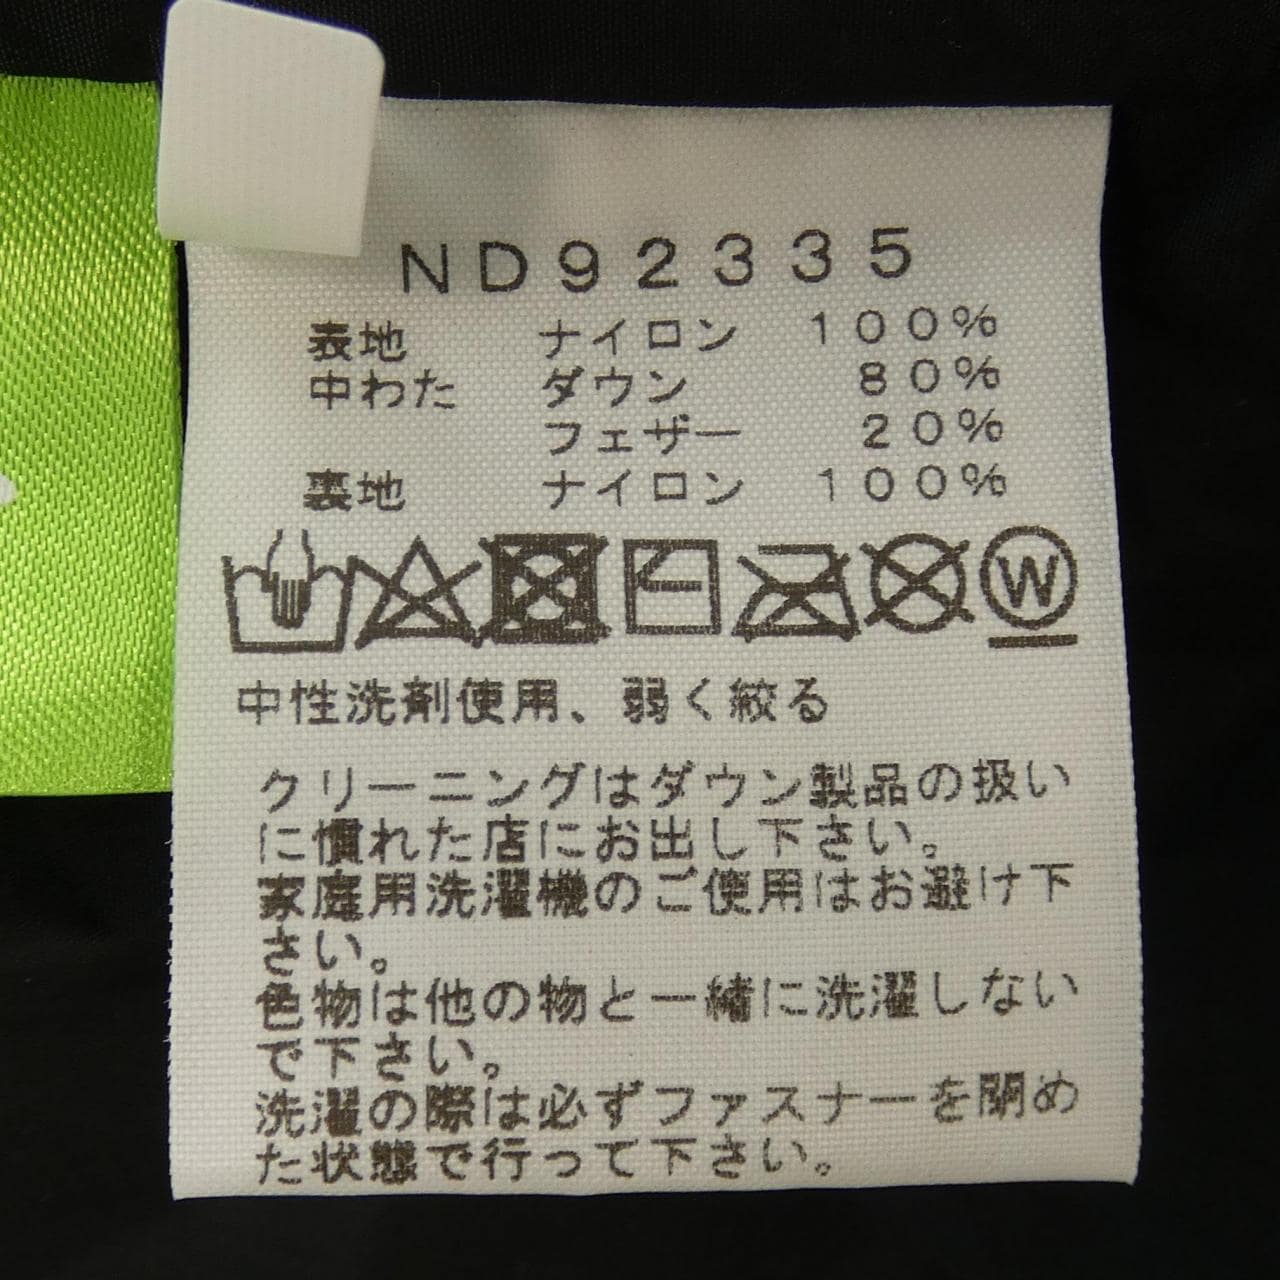 ND92335
表地 ナイロン 100%
中わた ダウン 80%
フェザー 20%
裏地 ナイロン 100%
W
中性洗剤使用、弱く絞る
クリーニングはダウン製品の扱い
に慣れた店にお出し下さい。
家庭用洗濯機のご使用はお避け下
さい。
色物は他の物と一緒に洗濯しない
で下さい。
洗濯の際は必ずファスナーを閉め
た状態で行って下さい。